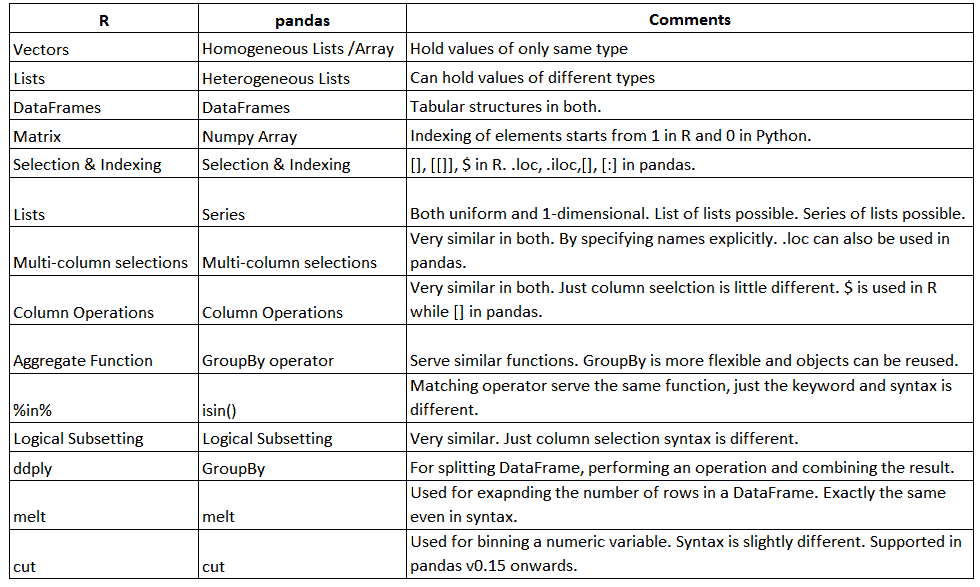 R pandas Comments
Vectors Homogeneous Lists /Array Hold values of only same type
Lists Heterogeneous Lists Can hold values of different types
DataFrames DataFrames Tabular structures in both.
Matrix Numpy Array Indexing of elements starts from 1 in R and 0 in Python.
Selection & Indexing Selection & Indexing [], [[]], $ in R. .loc, .iloc,[], [:] in pandas.
Lists Series Both uniform and 1-dimensional. List of lists possible. Series of lists possible.
Very similar in both. By specifying names explicitly. .loc can also be used in
Multi-column selections Multi-column selections pandas.
Very similar in both. Just column seelction is little different. $ is used in R
Column Operations Column Operations while [] in pandas.
Aggregate Function GroupBy operator Serve similar functions. GroupBy is more flexible and objects can be reused.
Matching operator serve the same function, just the keyword and syntax is
%in% isin() different.
Logical Subsetting Logical Subsetting Very similar. Just column selection syntax is different.
ddply GroupBy For splitting DataFrame, performing an operation and combining the result.
Used for exapnding the number of rows in a DataFrame. Exactly the same
melt melt even in syntax.
Used for binning a numeric variable. Syntax is slightly different. Supported in
cut cut pandas v0.15 onwards.